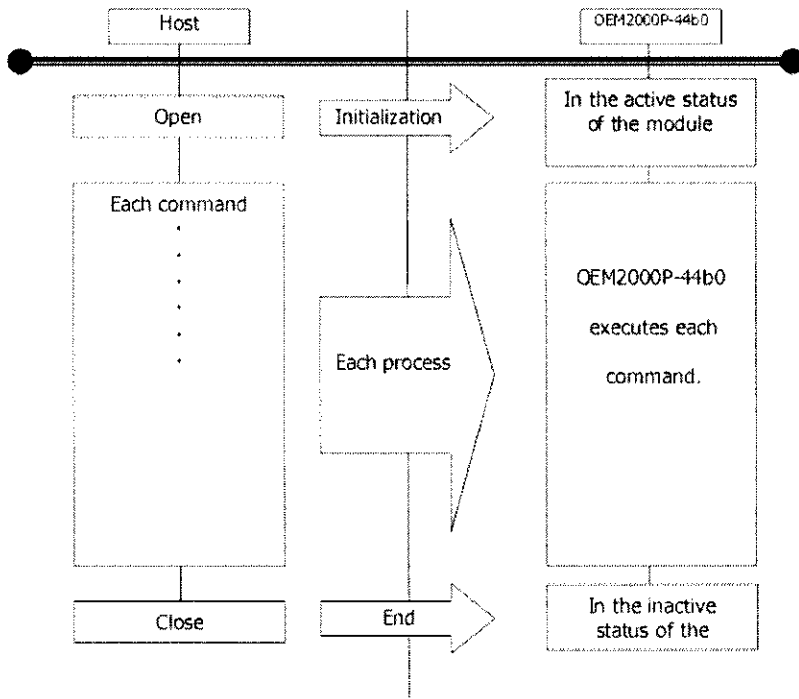 Host
OEM2000P-44b0
Open
Initialization
In the active status
of the module
Each command
Each process
OEM2000P-44b0
executes each
command.
Close
End
In the inactive
status of the